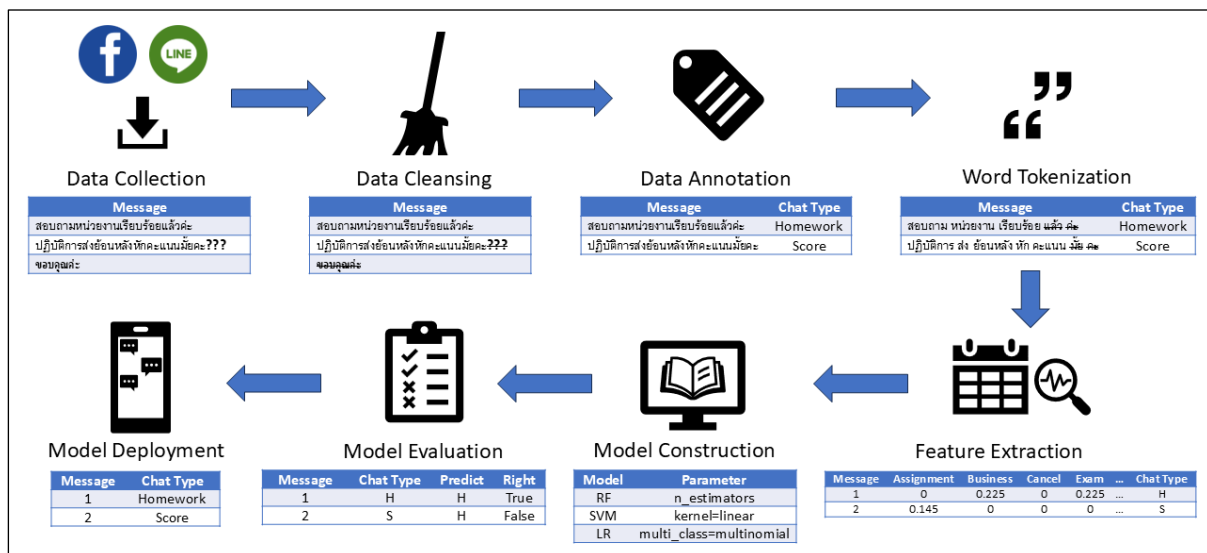 f LINE
Data Collection
Message
สอบถามหน่วยงานเรียบร้อยแล้วค่ะ
ปฏิบัติการส่งย้อนหลังหักคะแนนมั้ยคะ???
ขอบคุณค่ะ
Data Cleansing
Message
สอบถามหน่วยงานเรียบร้อยแล้วค่ะ
ปฏิบัติการส่งย้อนหลังหักคะแนนมั้ยคะ???
ขอบคุณค่ะ
Data Annotation
Message Chat Type
สอบถามหน่วยงานเรียบร้อยแล้วค่ะ Homework
ปฏิบัติการส่งย้อนหลังหักคะแนนมั้ยคะ Score
Word Tokenization
Message Chat Type
สอบถาม หน่วยงาน เรียบร้อย แล้ว ค่ะ Homework
ปฏิบัติการ ส่ง ย้อนหลัง หัก คะแนน มั้ย คะ Score
Model Deployment
Message Chat Type
1 Homework
2 Score
Model Evaluation
Message Chat Type Predict Right
1 H H True
2 S H False
Model Construction
Model Parameter
RF n_estimators
SVM kernel=linear
LR multi_class=multinomial
Feature Extraction
Message Assignment Business Cancel Exam ... Chat Type
1 0 0.225 0 0.225 ... H
2 0.145 0 0 0 ... S